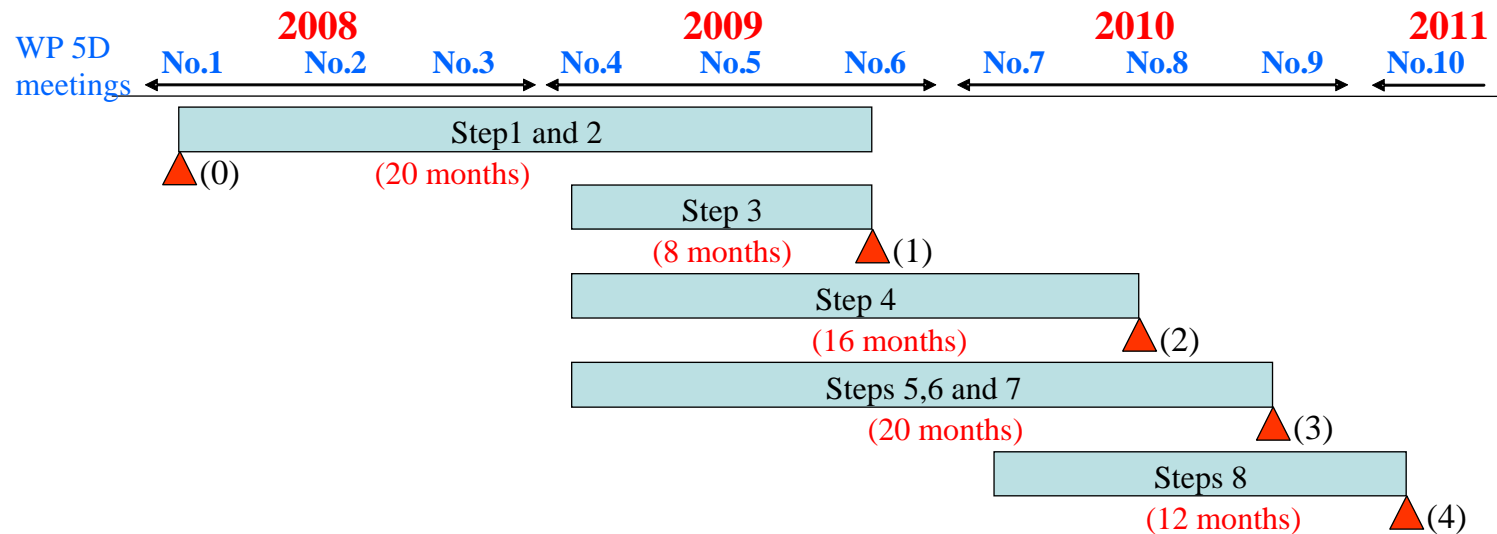 2008 2009 2010 2011
WP 5D
meetings
No.1 No.2 No.3 No.4 No.5 No.6 No.7 No.8 No.9 No.10
Step1 and 2
(0) (20 months)
Step 3
(8 months) (1)
Step 4
(16 months) (2)
Steps 5,6 and 7
(20 months) (3)
Steps 8
(12 months) (4)